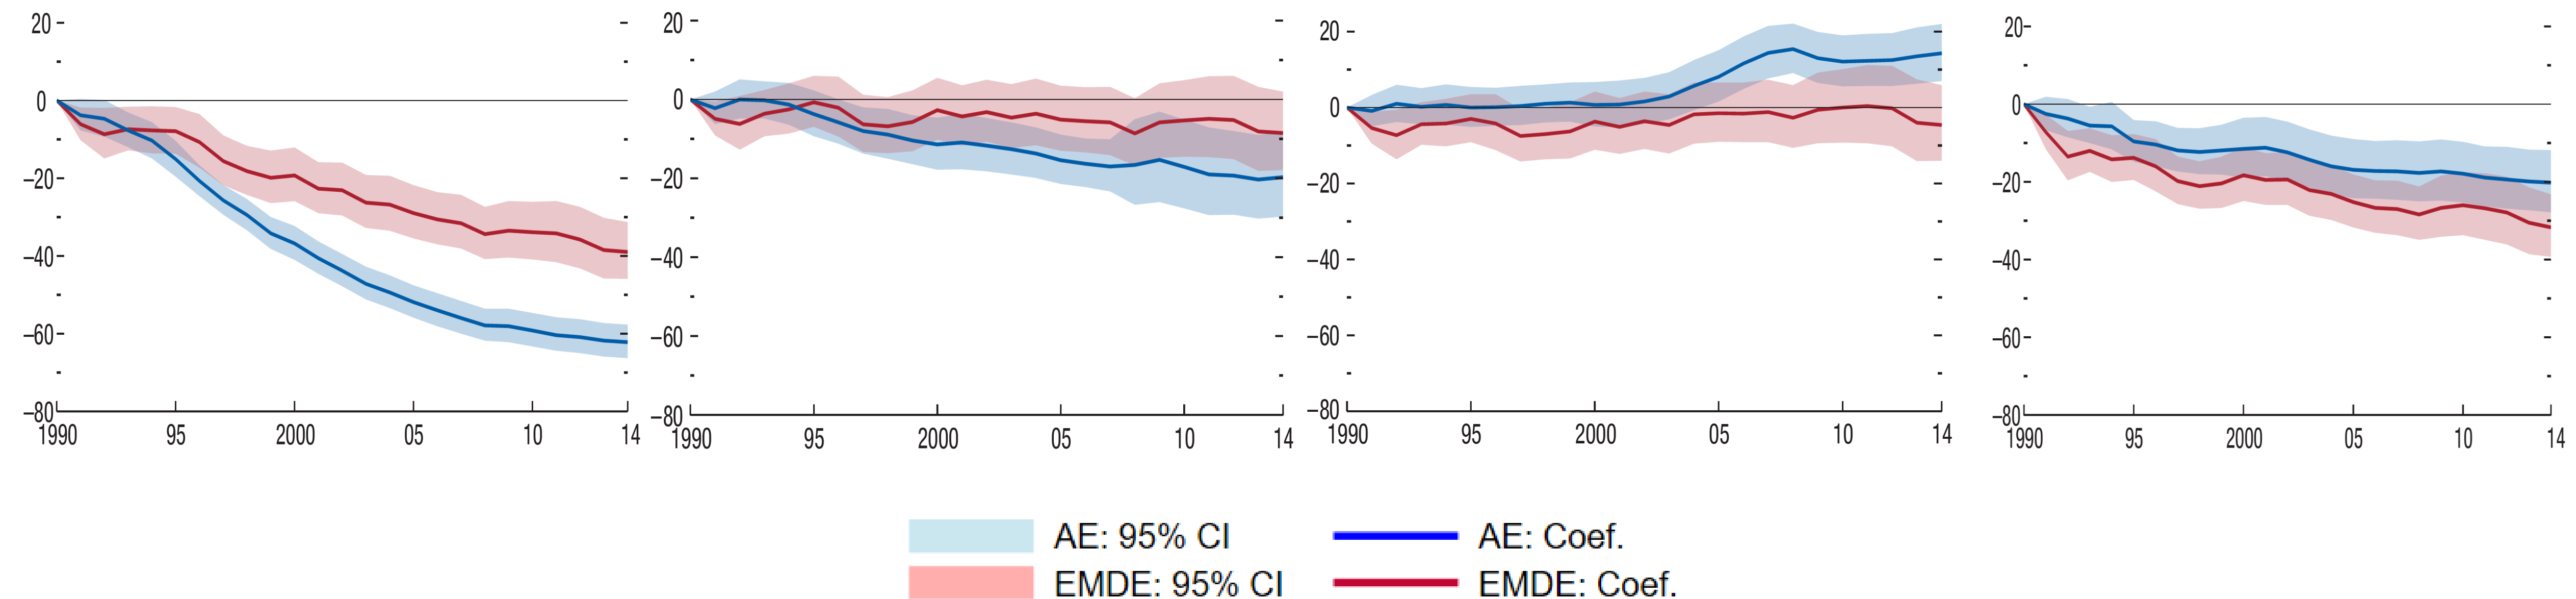 20 20 20 20
0 0 0 0
–20 –20 –20 –20
–40 –40 –40 –40
–60 –60 –60 –60
–80 –80 –80 –80
1990 95 2000 05 10 14 1990 95 2000 05 10 14 1990 95 2000 05 10 14 1990 95 2000 05 10 14
AE: 95% CI AE: Coef.
EMDE: 95% CI EMDE: Coef.